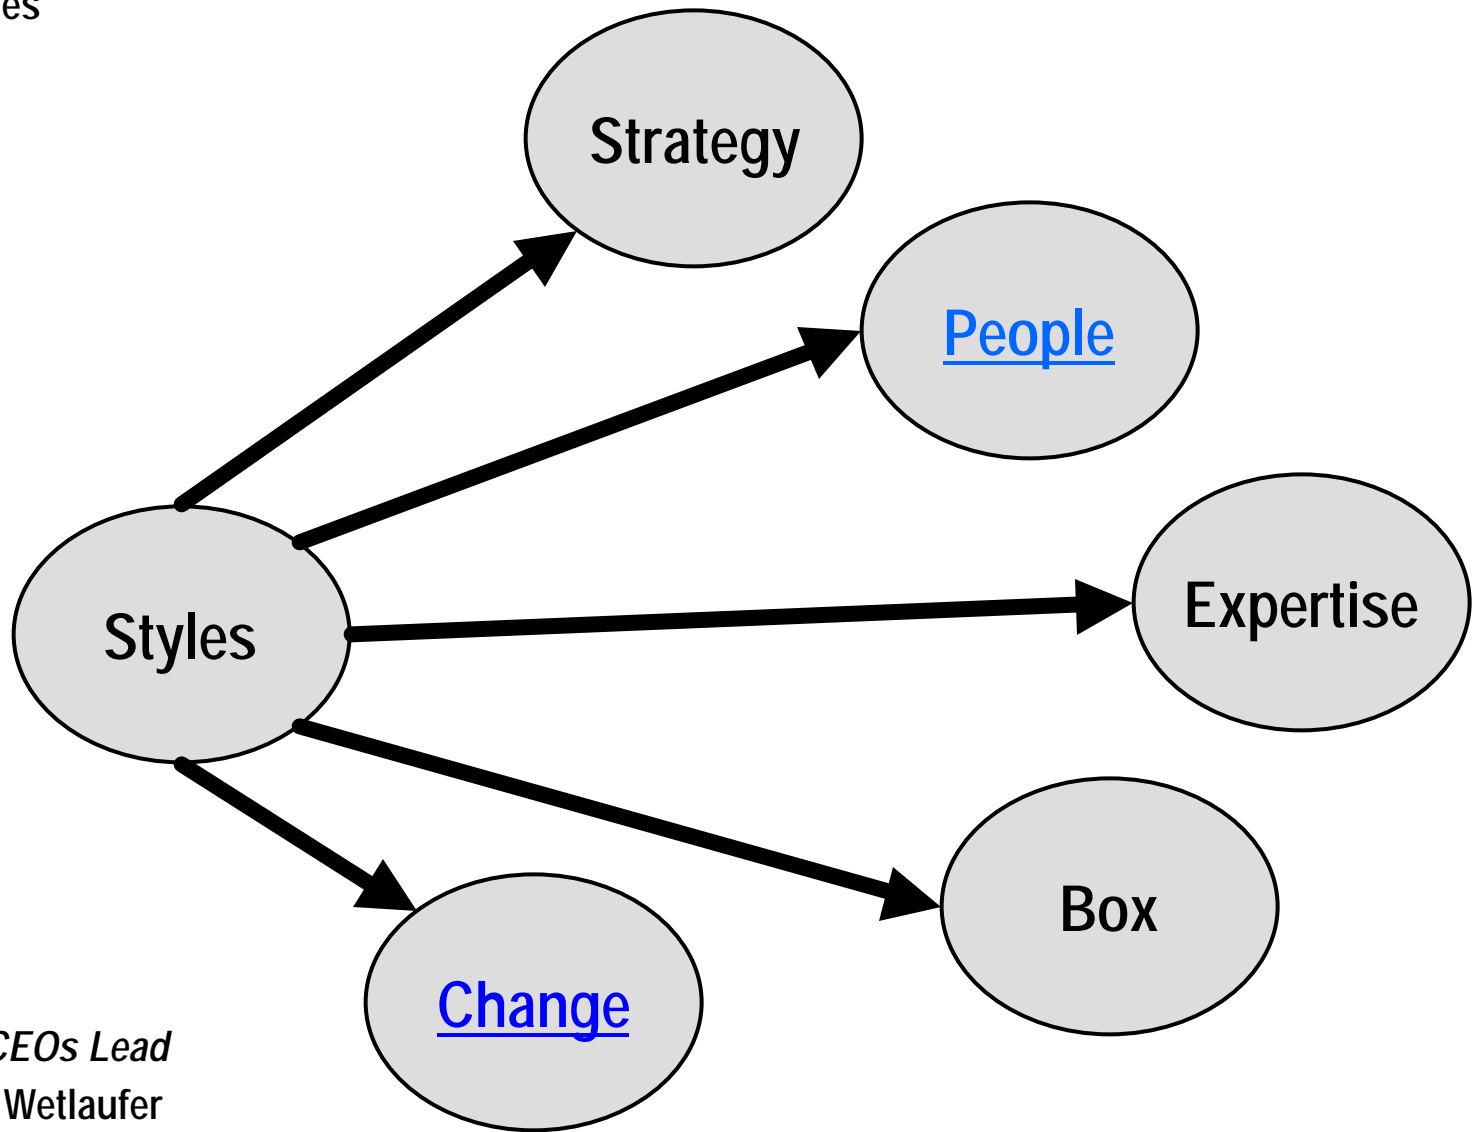 es
Strategy
People
Expertise
Styles
Box
Change
CEOs Lead
Wetlaufer